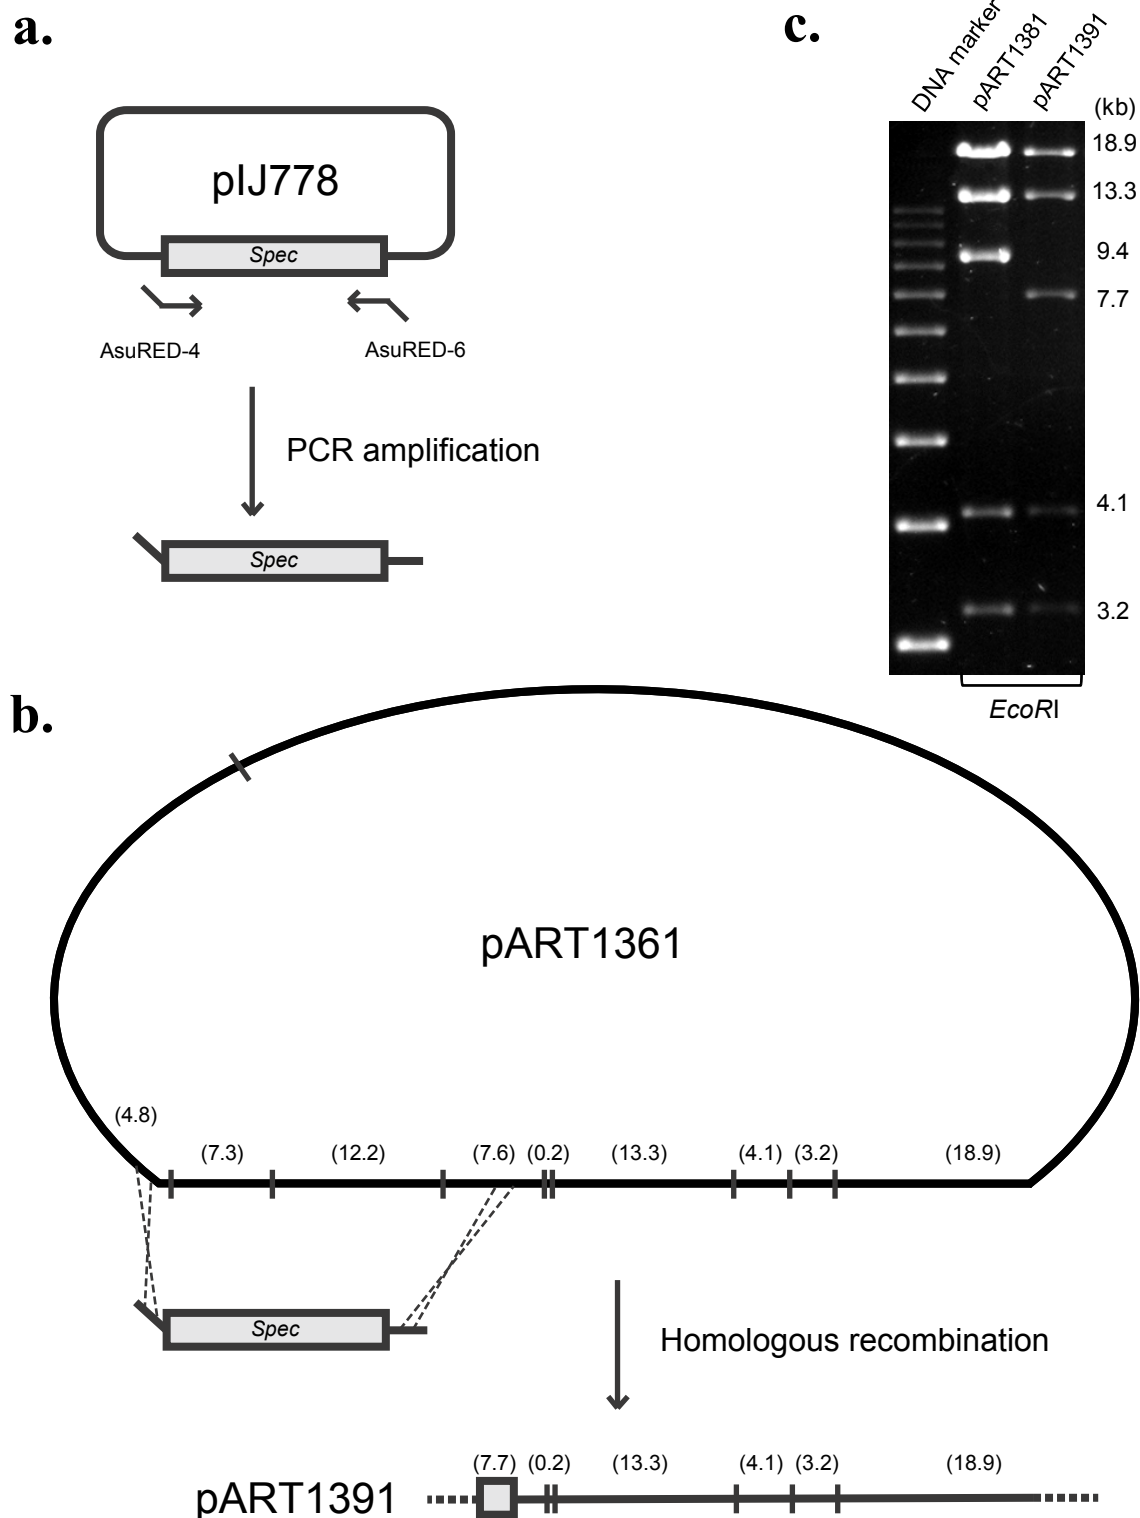 a.
pIJ778
Spec
AsuRED-4
AsuRED-6
PCR amplification
Spec
c.
DNA marker
pART1381
pART1391
(kb)
18.9
13.3
9.4
7.7
4.1
3.2
EcoRI
b.
pART1361
(4.8)
(7.3) (12.2) (7.6) (0.2) (13.3) (4.1) (3.2) (18.9)
Spec
Homologous recombination
(7.7) (0.2) (13.3) (4.1) (3.2) (18.9)
pART1391